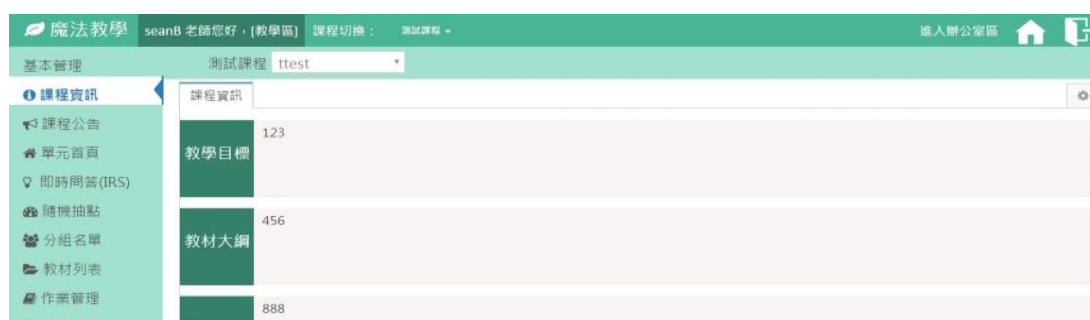 魔法教學 seanB 老師您好，[教學區] 課程切換： 測試課程 進入辦公室區
基本管理 測試課程 ttest
課程資訊 課程資訊
課程公告
123
單元首頁 教學目標
即時問答(IRS)
隨機抽點
456
分組名單 教材大綱
教材列表
作業管理
888